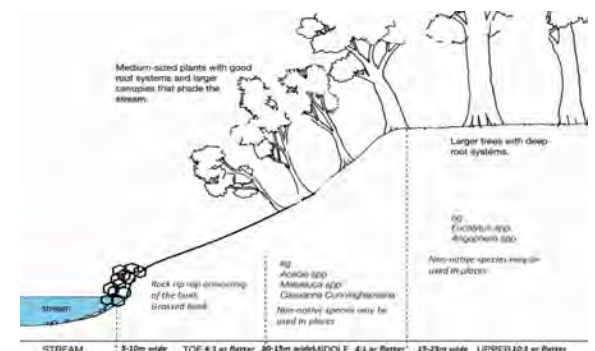 Medium-sized plants with good
root systems and larger
canopies that shade the
stream.
Larger trees with deep
root systems.
eg
Eucalyptus spp
Angophera spp
Non-native species may be
used in places
Rock rip rap armouring
of the bank
Grassed bank
eg
Acacia spp
Melaleuca spp
Casuarina Cunninghamiana
Non-native species may be
used in places
stream
STREAM 5-10m wide TOE 6:1 or flatter 10-15m wide MIDDLE 4:1 or flatter 15-25m wide UPPER 10:1 or flatter